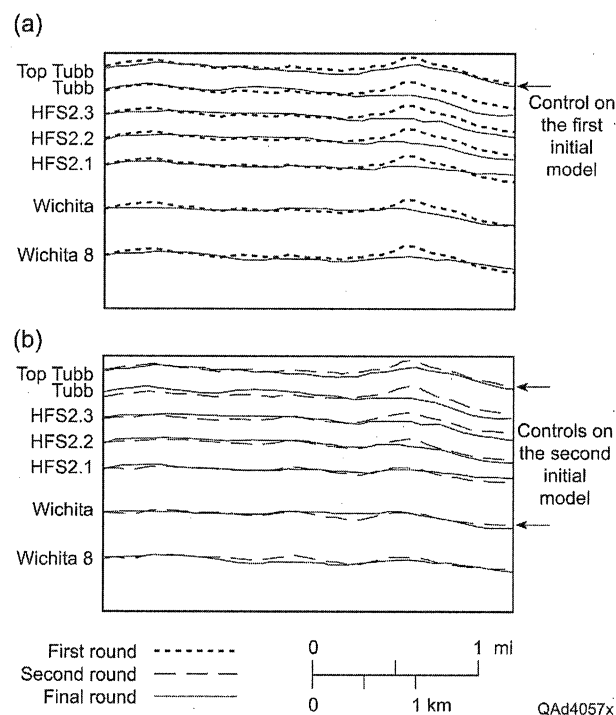 (a)
Top Tubb
Tubb
HFS2.3
HFS2.2
HFS2.1
Wichita
Wichita 8
Control on
the first
initial
model
(b)
Top Tubb
Tubb
HFS2.3
HFS2.2
HFS2.1
Wichita
Wichita 8
Controls on
the second
initial
model
First round
Second round
Final round
0 1 mi
0 1 km
QAd4057x